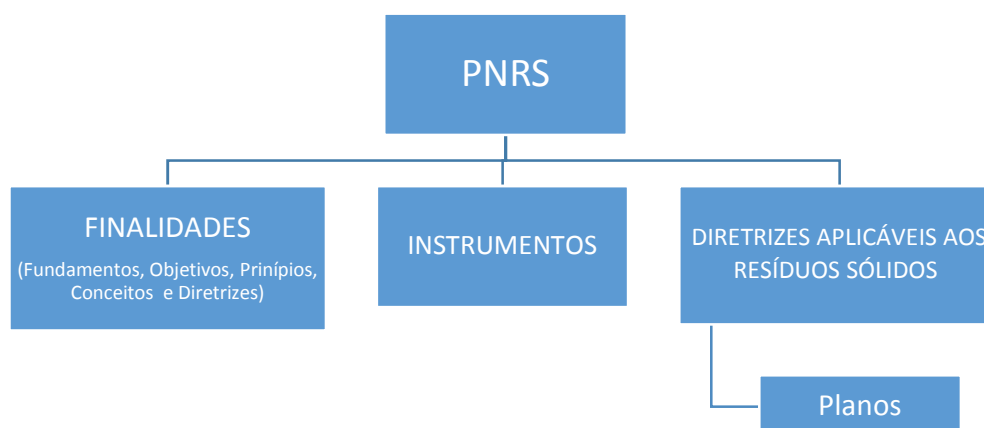 PNRS
FINALIDADES
(Fundamentos, Objetivos, Prinípios,
Conceitos e Diretrizes)
INSTRUMENTOS
DIRETRIZES APLICÁVEIS AOS
RESÍDUOS SÓLIDOS
Planos